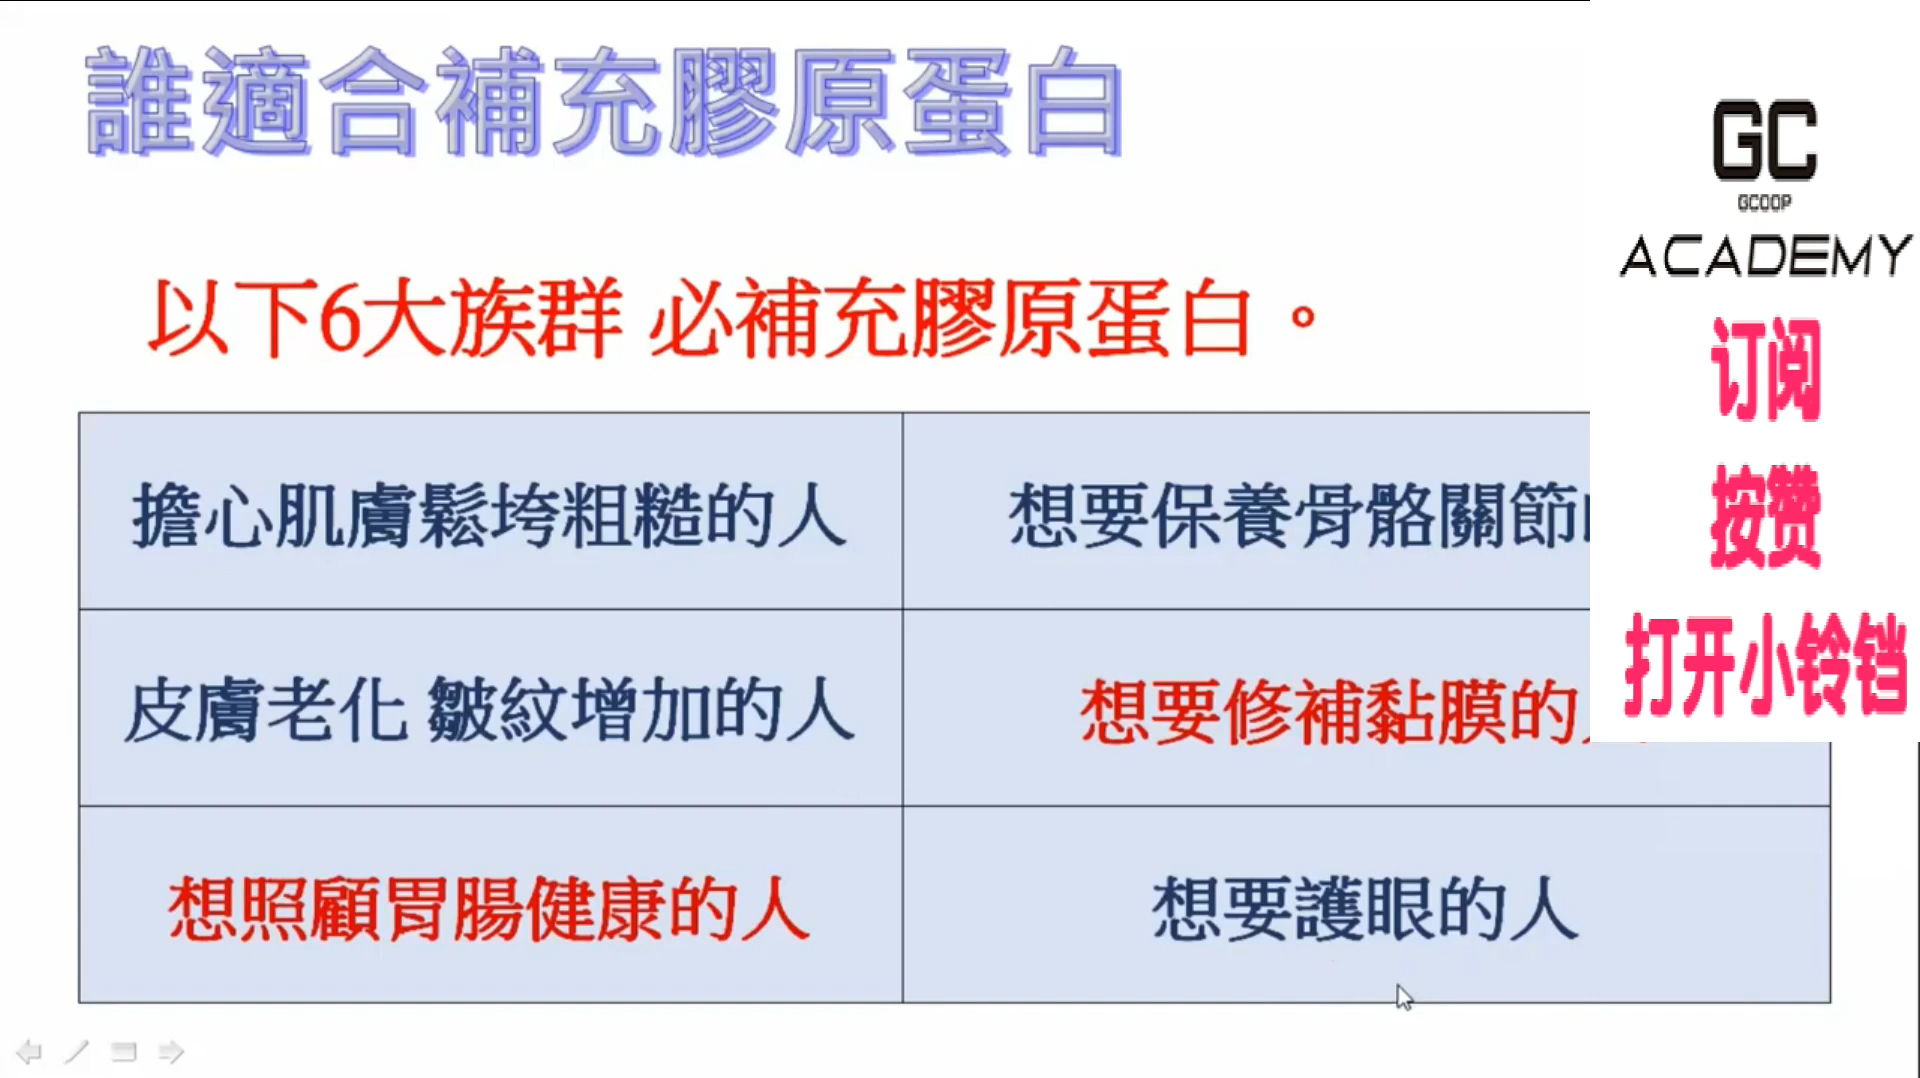 誰適合補充膠原蛋白
以下6大族群 必補充膠原蛋白。
擔心肌膚鬆垮粗糙的人
想要保養骨骼關節
皮膚老化 皺紋增加的人
想要修補黏膜的
想照顧胃腸健康的人
想要護眼的人
GC
GCOOP
ACADEMY
订阅
按赞
打开小铃铛